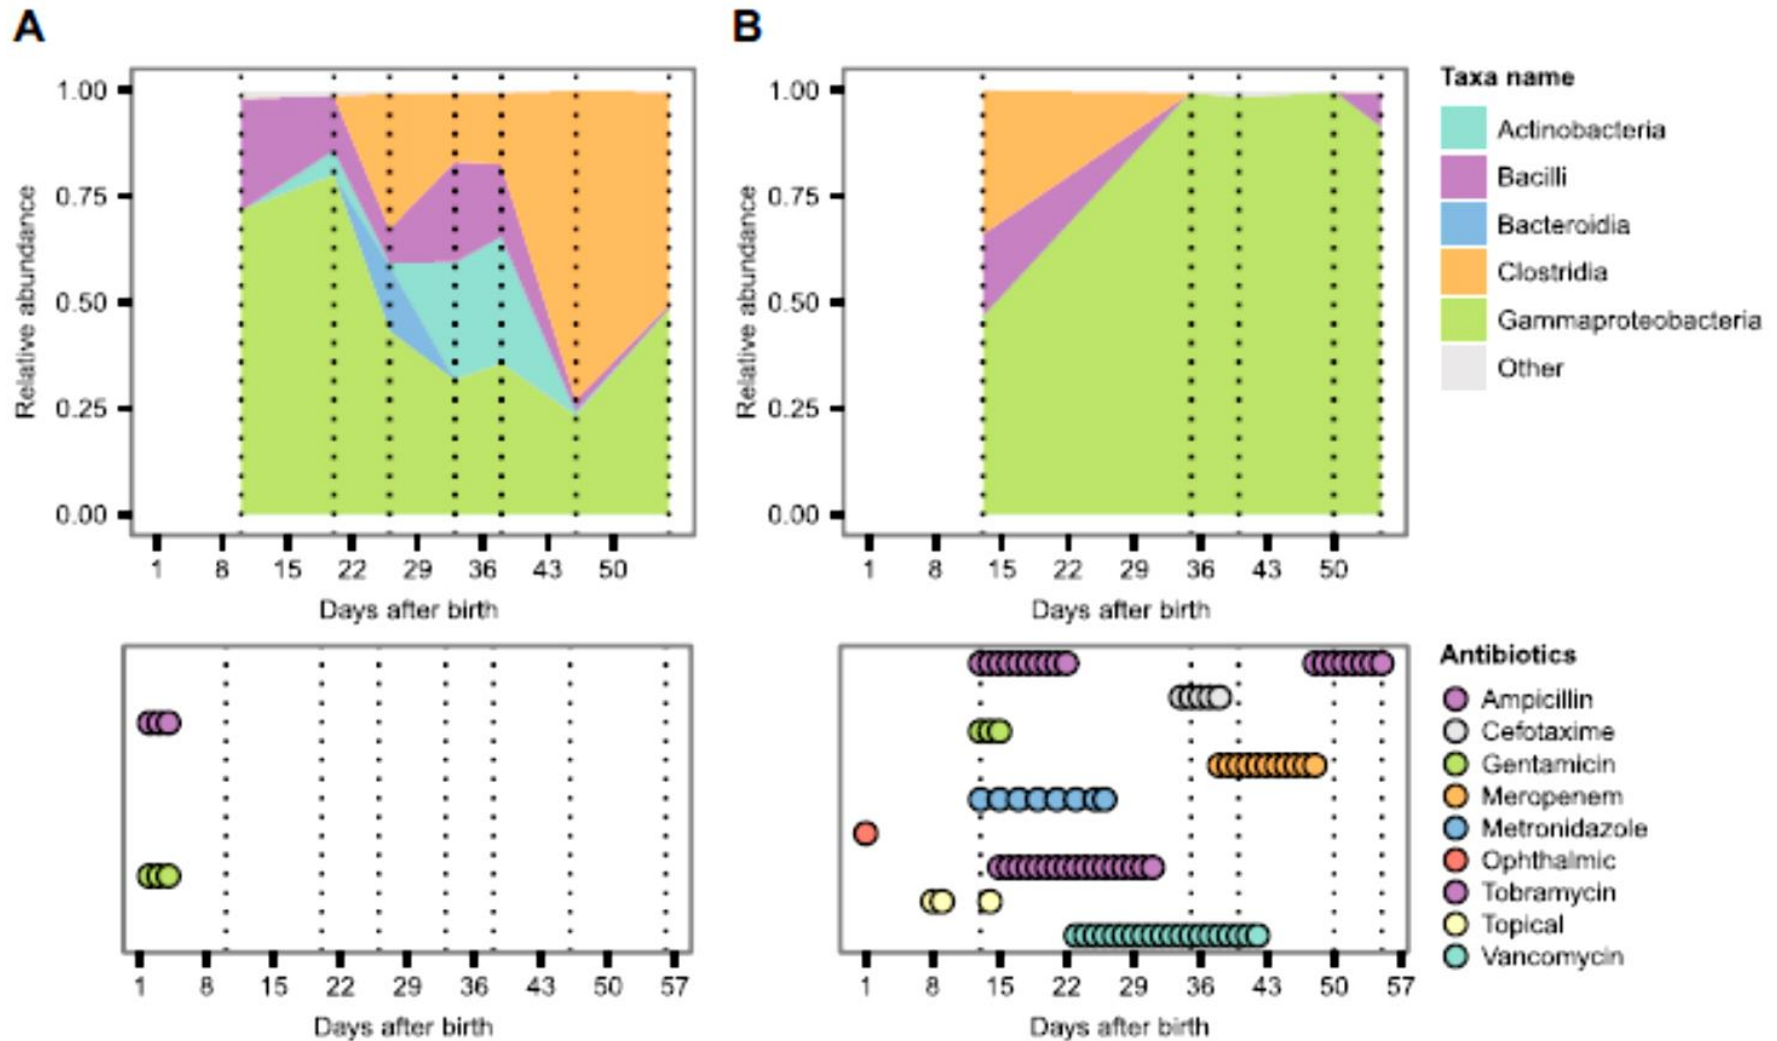 A
B
1.00
0.75
0.50
0.25
0.00
Relative abundance
1 8 15 22 29 36 43 50
Days after birth
1.00
0.75
0.50
0.25
0.00
Relative abundance
1 8 15 22 29 36 43 50
Days after birth
Taxa name
Actinobacteria
Bacilli
Bacteroidia
Clostridia
Gammaproteobacteria
Other
1 8 15 22 29 36 43 50 57
Days after birth
1 8 15 22 29 36 43 50 57
Days after birth
Antibiotics
Ampicillin
Cefotaxime
Gentamicin
Meropenem
Metronidazole
Ophthalmic
Tobramycin
Topical
Vancomycin